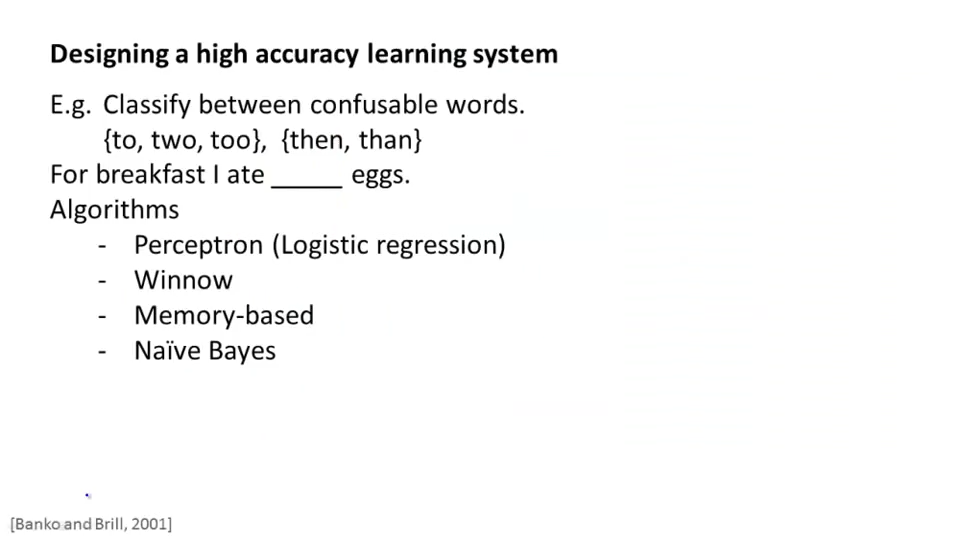 Designing a high accuracy learning system
E.g. Classify between confusable words.
{to, two, too}, {then, than}
For breakfast I ate _____ eggs.
Algorithms
- Perceptron (Logistic regression)
- Winnow
- Memory-based
- Naïve Bayes
[Banko and Brill, 2001]